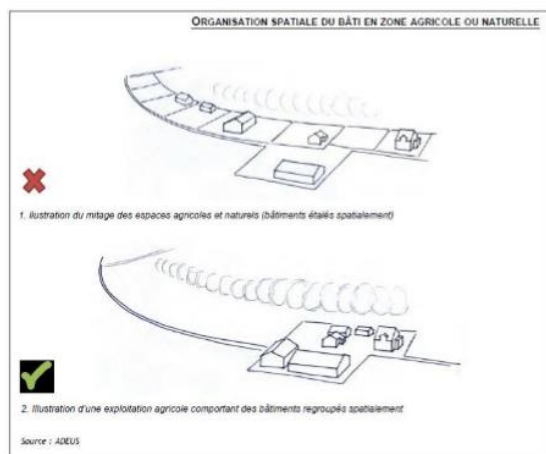 ORGANISATION SPATIALE DU BÂTI EN ZONE AGRICOLE OU NATURELLE
1. Ilustration du mitage des espaces agricoles et naturels (bâtiments étalés spatialement)
2. Illustration d'une exploitation agricole comportant des bâtiments regroupés spatialement
Source : ADEUS